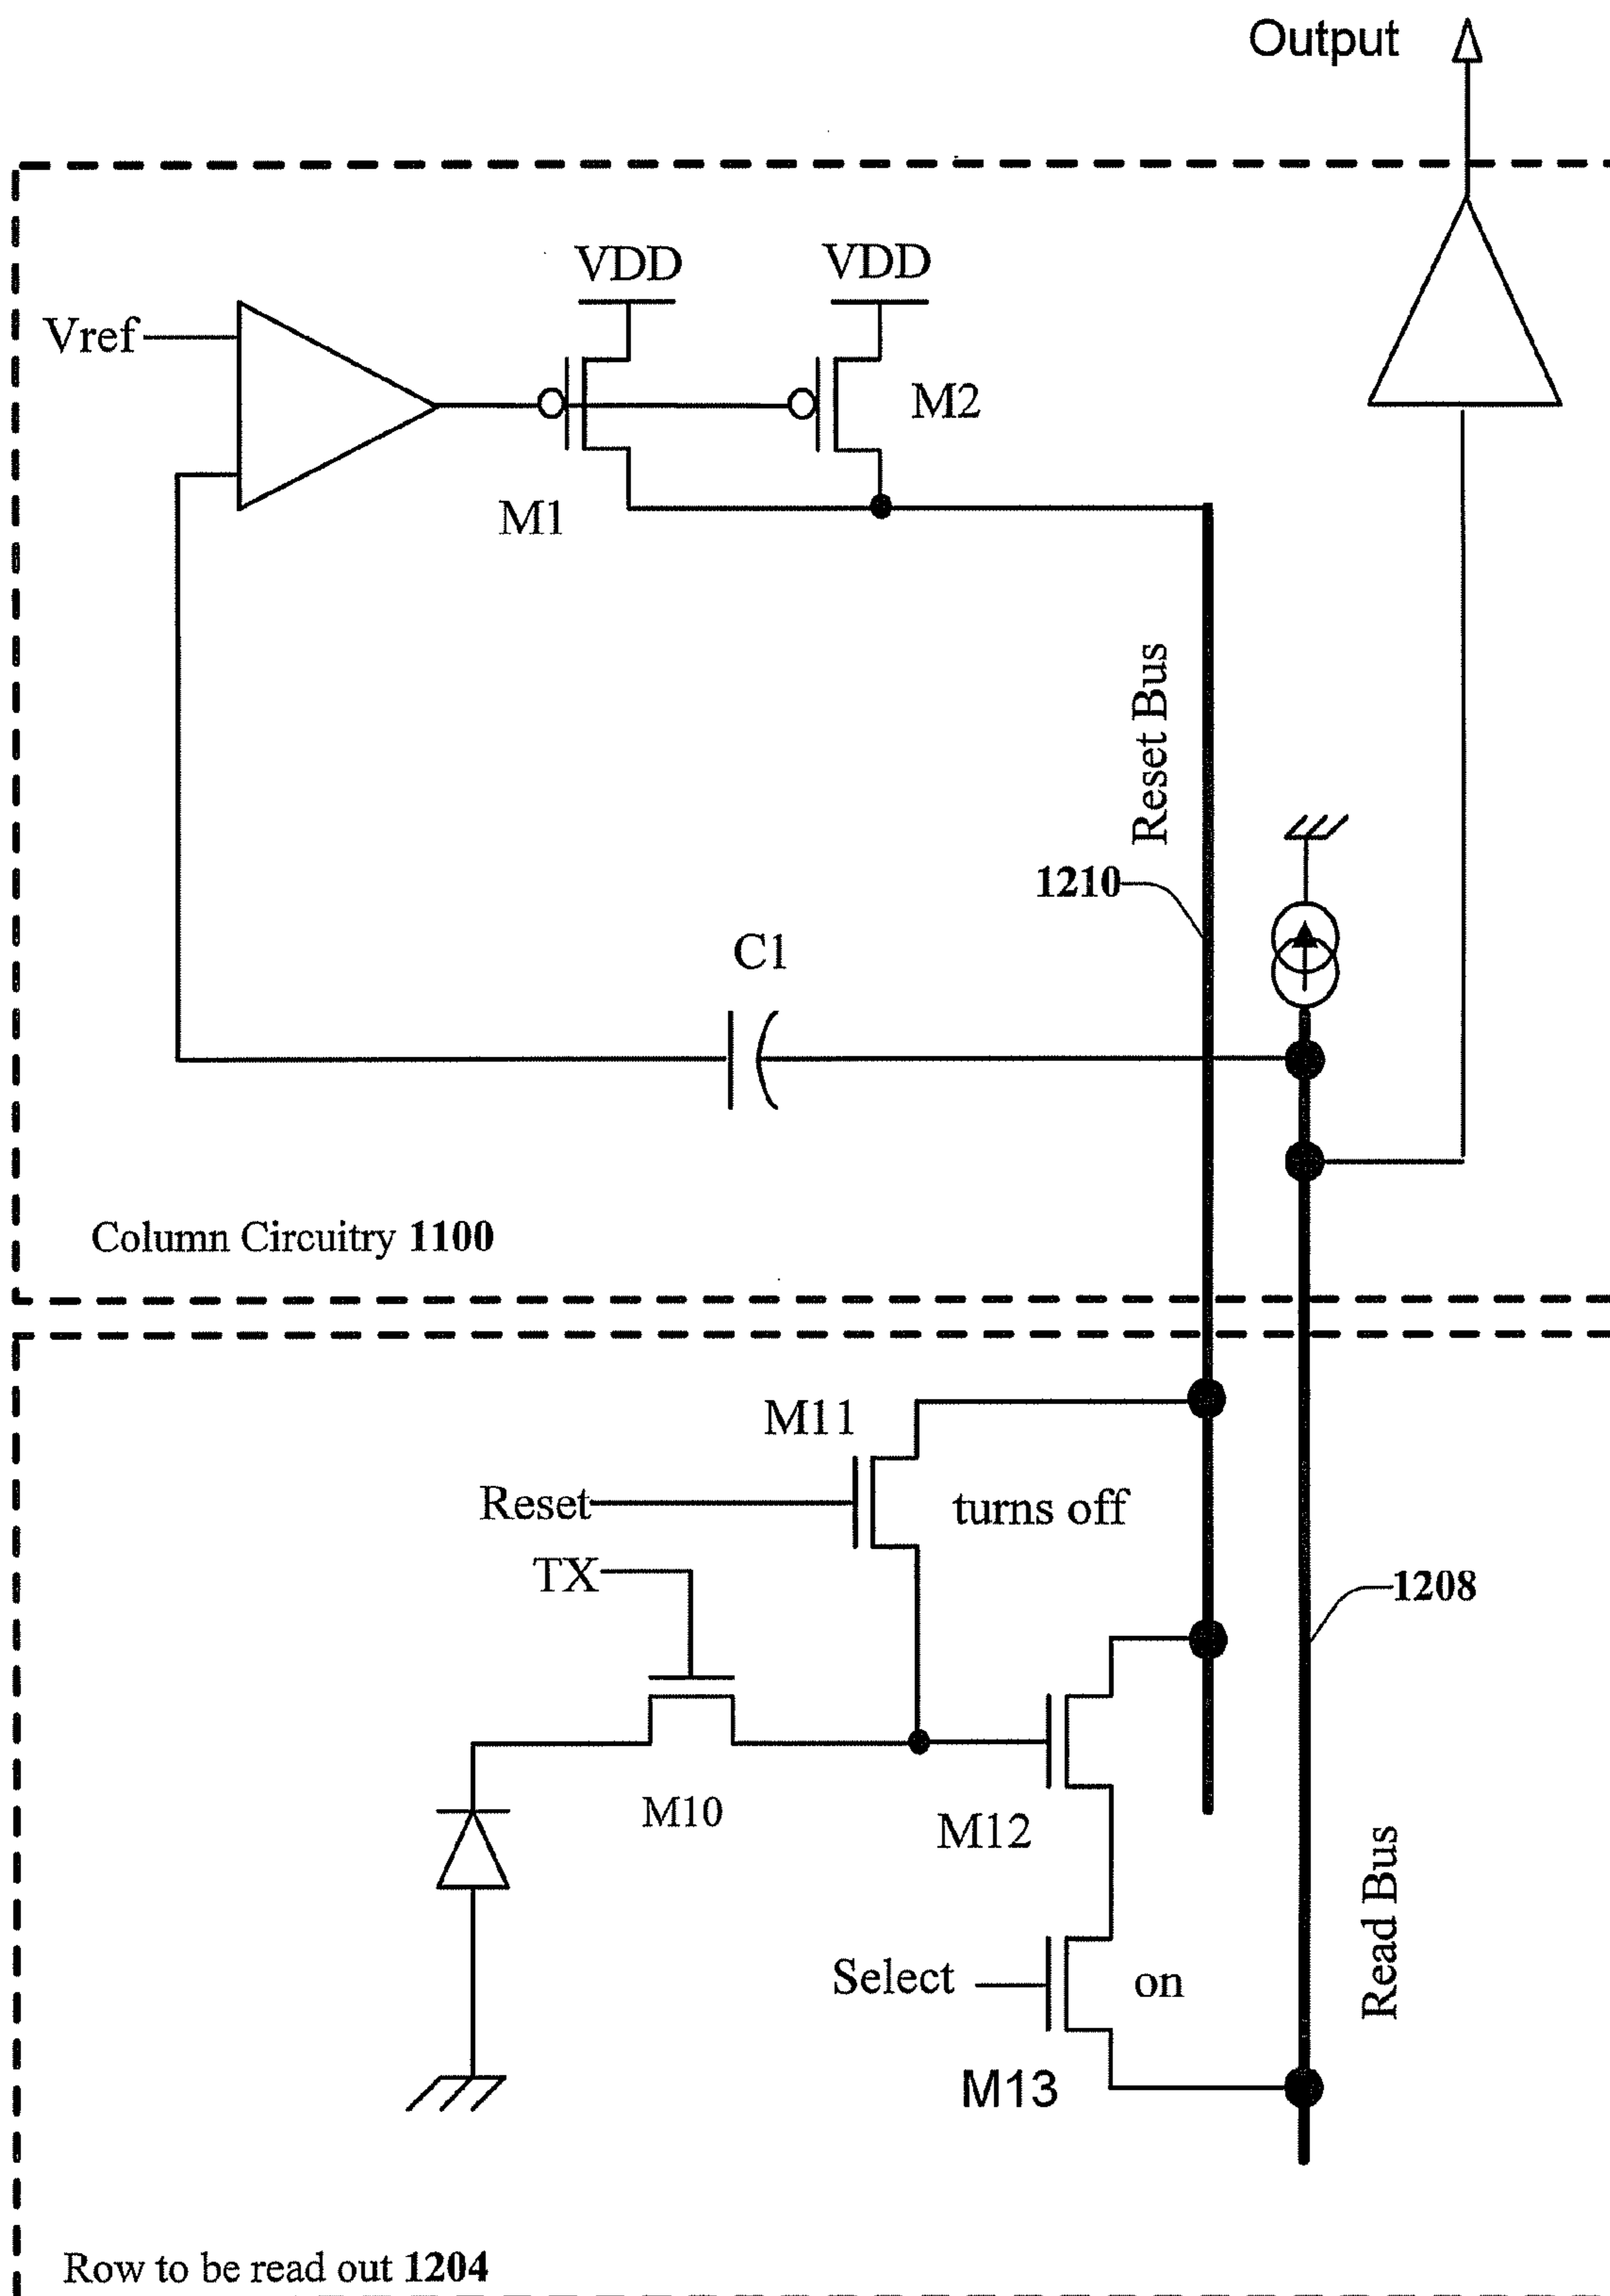 Output
VDD
VDD
Vref
M2
M1
Reset Bus
1210
C1
Column Circuitry 1100
M11
Reset
turns off
TX
1208
M10
M12
Read Bus
Select
on
M13
Row to be read out 1204